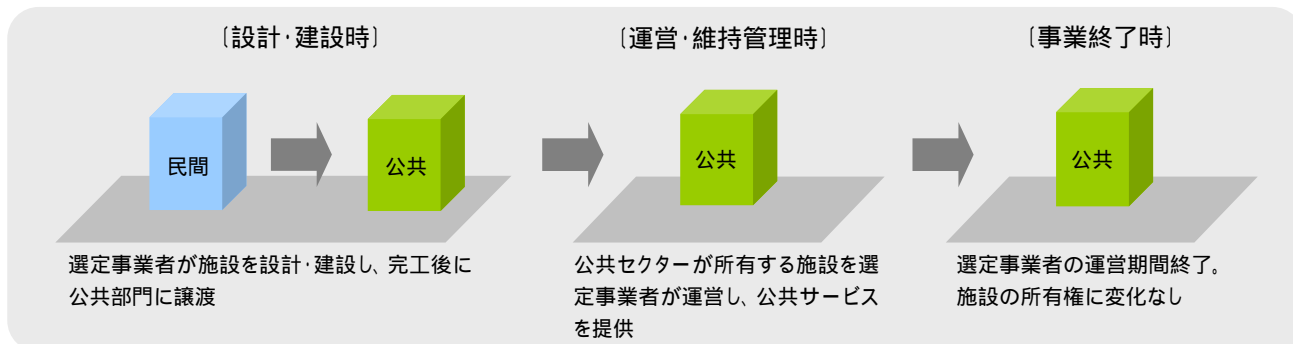 〔設計・建設時〕
民間
公共
選定事業者が施設を設計・建設し、完工後に
公共部門に譲渡
〔運営・維持管理時〕
公共
公共セクターが所有する施設を選
定事業者が運営し、公共サービス
を提供
〔事業終了時〕
公共
選定事業者の運営期間終了。
施設の所有権に変化なし